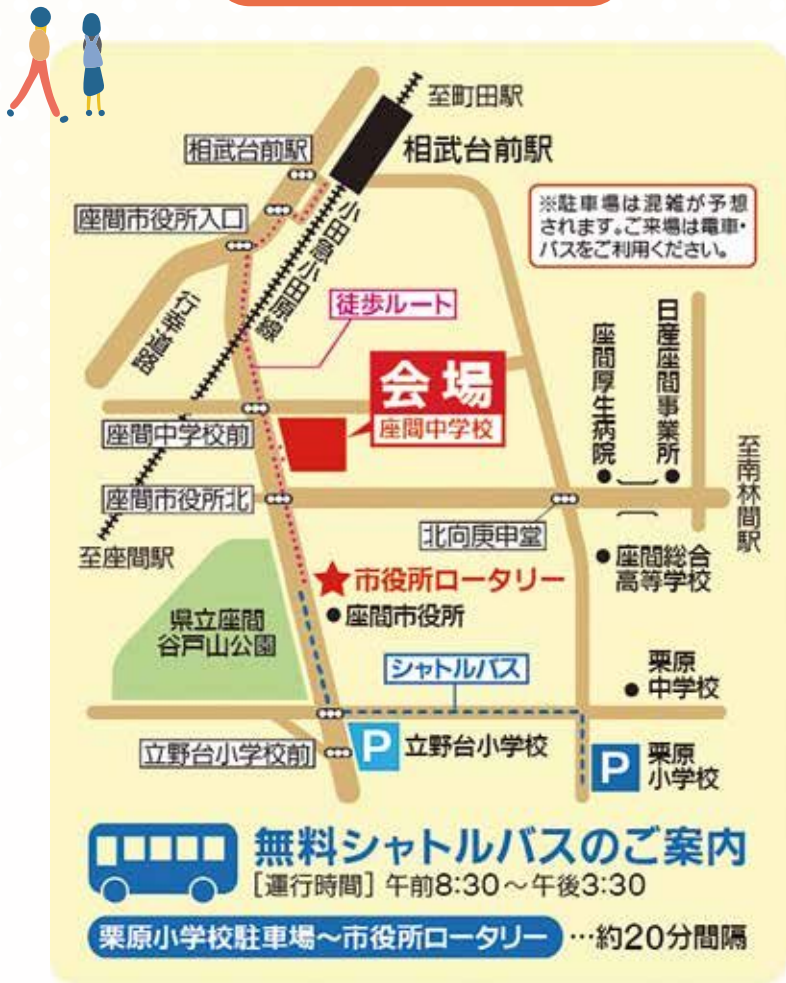 至町田駅
相武台前駅
相武台前駅
座間市役所入口
※駐車場は混雑が予想
されます。ご来場は電車・
バスをご利用ください。
小田急小田原線
行幸道路
徒歩ルート
会場
座間中学校
座間厚生病院
日産座間事業所
至南林間駅
座間中学校前
座間市役所北
北向庚申堂
至座間駅
座間総合
高等学校
市役所ロータリー
座間市役所
県立座間
谷戸山公園
シャトルバス
栗原
中学校
立野台小学校前
P
立野台小学校
P
栗原
小学校
無料シャトルバスのご案内
[運行時間] 午前8:30〜午後3:30
栗原小学校駐車場〜市役所ロータリー …約20分間隔